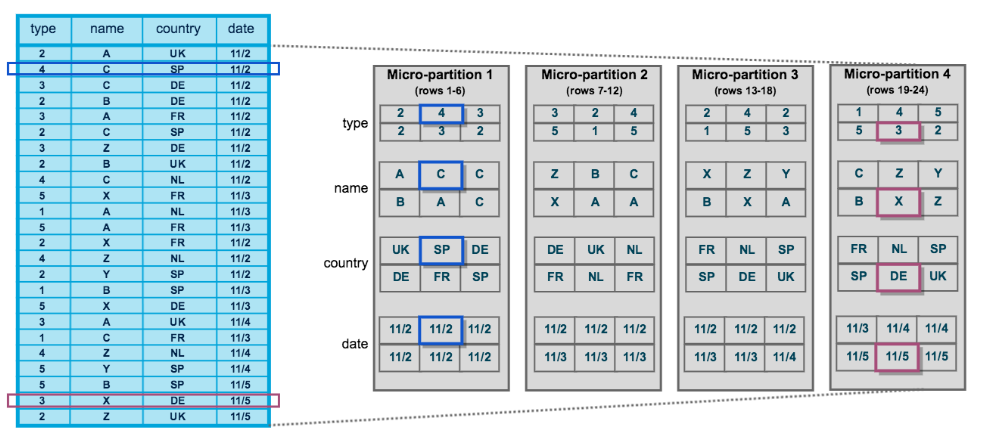 type name country date
2 A UK 11/2
4 C SP 11/2
3 C DE 11/2
2 B DE 11/2
3 A FR 11/2
2 C SP 11/2
3 Z DE 11/2
2 B UK 11/2
4 C NL 11/2
5 X FR 11/3
1 A NL 11/3
5 A FR 11/3
2 X FR 11/2
4 Z NL 11/2
2 Y SP 11/2
1 B SP 11/3
5 X DE 11/3
3 A UK 11/4
1 C FR 11/3
4 Z NL 11/4
5 Y SP 11/4
5 B SP 11/5
3 X DE 11/5
2 Z UK 11/5
Micro-partition 1 Micro-partition 2 Micro-partition 3 Micro-partition 4
(rows 1-6) (rows 7-12) (rows 13-18) (rows 19-24)
type
2 4 3 3 2 4 2 4 2 1 4 5
2 3 2 5 1 5 1 5 3 5 3 2
name
A C C Z B C X Z Y C Z Y
B A C X A A B X A B X Z
country
UK SP DE DE UK NL FR NL SP FR NL SP
DE FR SP FR NL FR SP DE UK SP DE UK
date
11/2 11/2 11/2 11/2 11/2 11/2 11/2 11/2 11/2 11/3 11/4 11/4
11/2 11/2 11/2 11/3 11/3 11/3 11/3 11/3 11/4 11/5 11/5 11/5